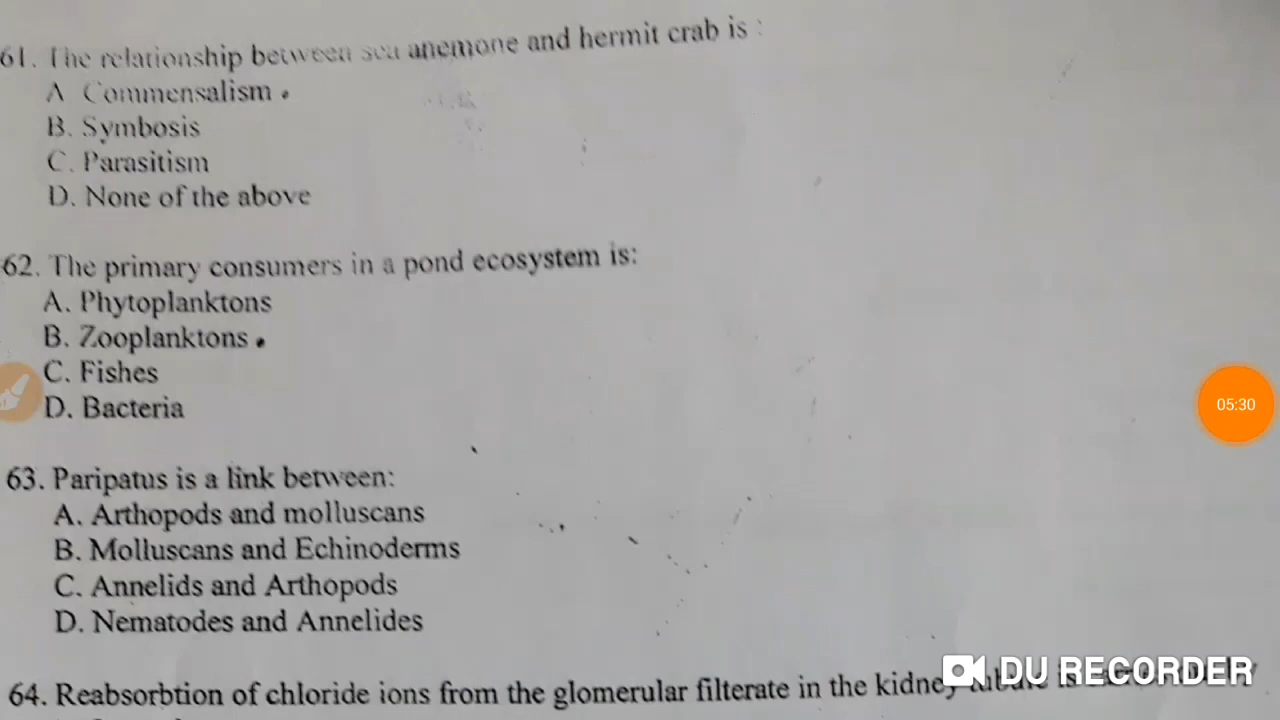 61. The relationship between sea anemone and hermit crab is :
A Commensalism .
B. Symbosis
C. Parasitism
D. None of the above
62. The primary consumers in a pond ecosystem is:
A. Phytoplanktons
B. Zooplanktons .
C. Fishes
D. Bacteria
05:30
63. Paripatus is a link between:
A. Arthopods and molluscans
B. Molluscans and Echinoderms
C. Annelids and Arthopods
D. Nematodes and Annelides
DU RECORDER
64. Reabsorbtion of chloride ions from the glomerular filterate in the kidney tubule is